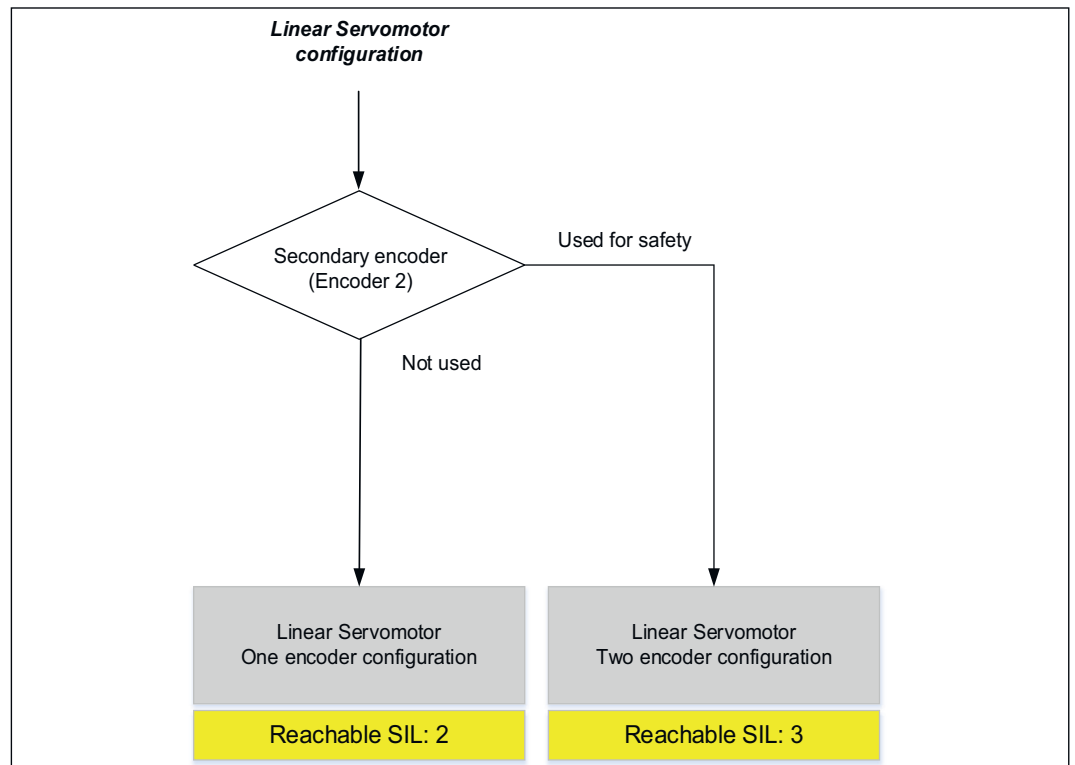 Linear Servomotor
configuration
Used for safety
Secondary encoder
(Encoder 2)
Not used
Linear Servomotor
One encoder configuration
Reachable SIL: 2
Linear Servomotor
Two encoder configuration
Reachable SIL: 3